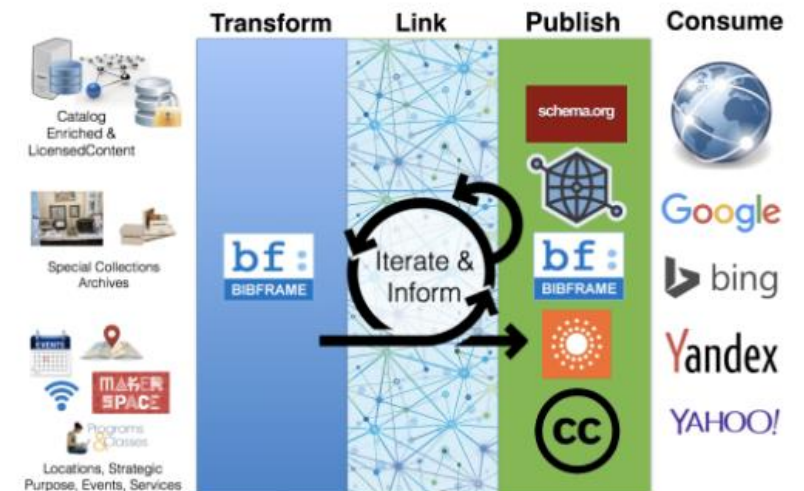 Transform
Link
Publish
Consume
Catalog
Enriched &
LicensedContent
Special Collections
Archives
EVENTS
MAKER
SPACE
Programs
& Classes
Locations, Strategic
Purpose, Events, Services
bf:
BIBFRAME
Iterate &
Inform
schema.org
bf:
BIBFRAME
cc
Google
bing
Yandex
YAHOO!